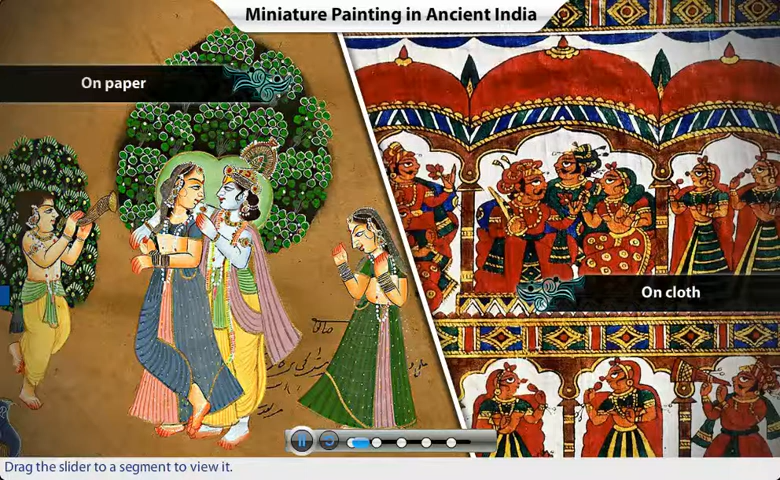 Miniature Painting in Ancient India
On paper
On cloth
Drag the slider to a segment to view it.